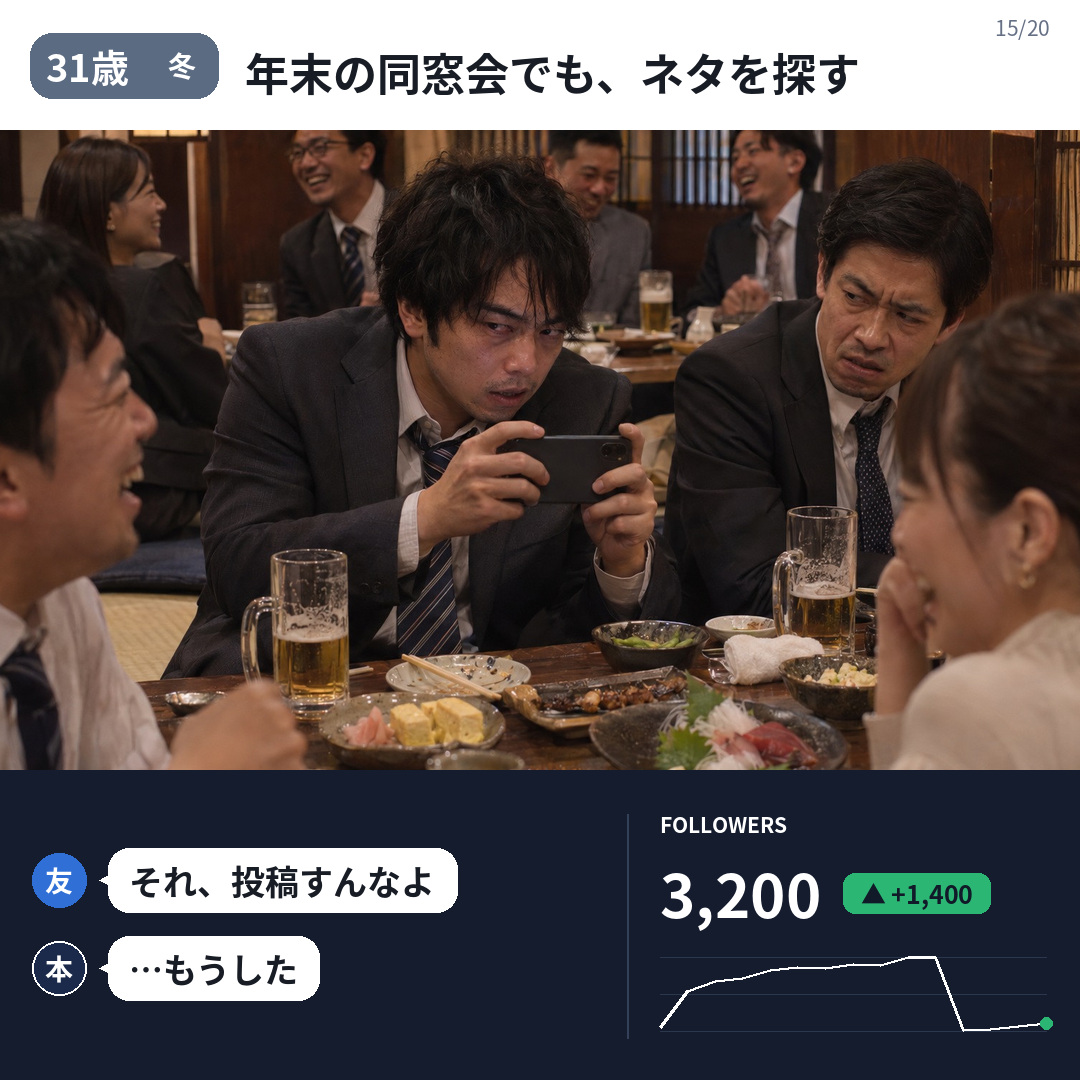 15/20
31歳 冬
年末の同窓会でも、ネタを探す
友
それ、投稿すんなよ
本
…もうした
FOLLOWERS
3,200
▲ +1,400